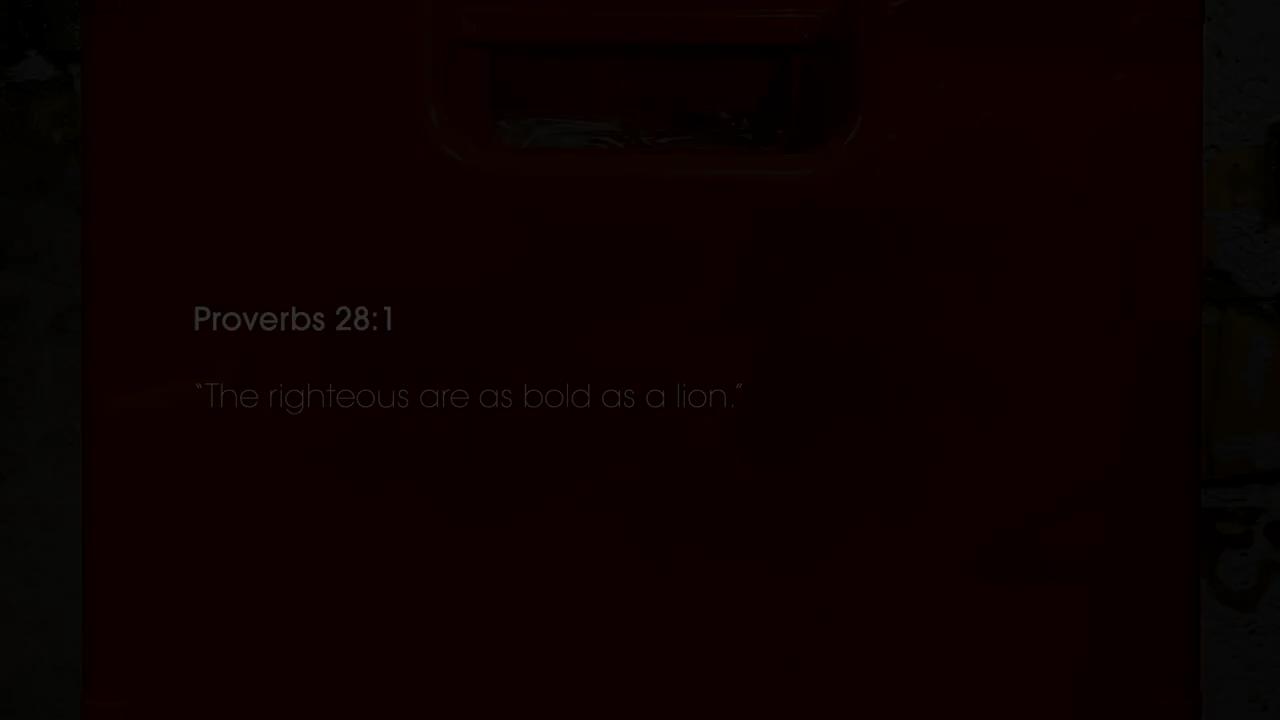 Proverbs 28:1
“The righteous are as bold as a lion.”